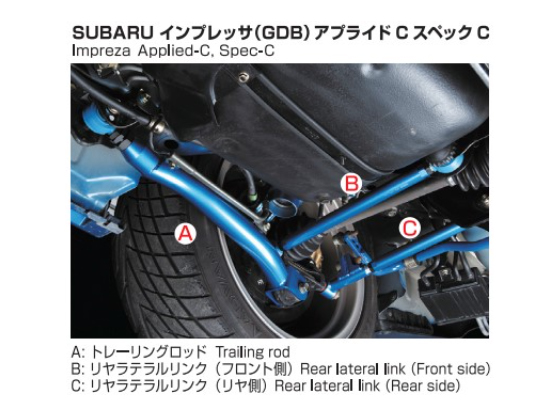 SUBARU インプレッサ（GDB）アプライド C スペック C
Impreza Applied-C, Spec-C
A
B
C
A: トレーリングロッド Trailing rod
B: リヤラテラルリンク（フロント側）Rear lateral link (Front side)
C: リヤラテラルリンク（リヤ側）Rear lateral link (Rear side)